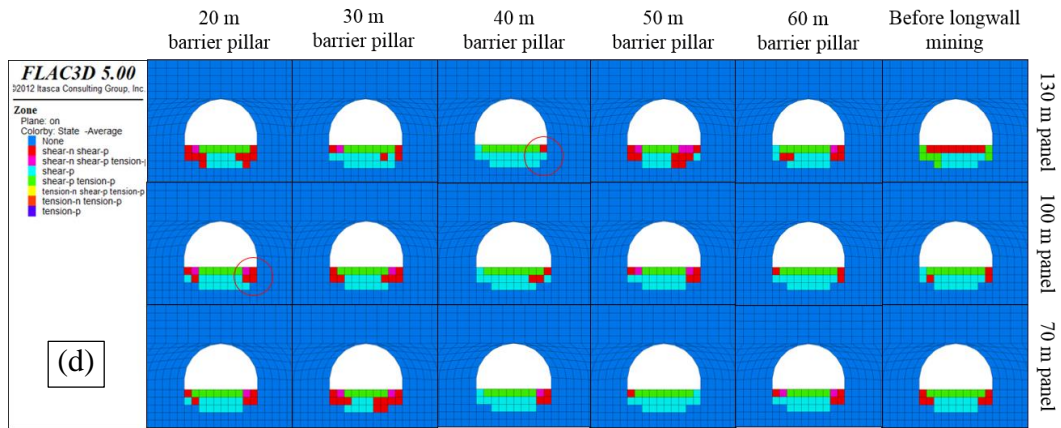 20 m
barrier pillar
30 m
barrier pillar
40 m
barrier pillar
50 m
barrier pillar
60 m
barrier pillar
Before longwall
mining
FLAC3D 5.00
©2012 Itasca Consulting Group, Inc.
Zone
Plane: on
Colorby: State -Average
None
shear-n shear-p
shear-n shear-p tension-
shear-p
shear-p tension-p
tension-n shear-p tension-p
tension-n tension-p
tension-p
130 m panel
100 m panel
70 m panel
(d)